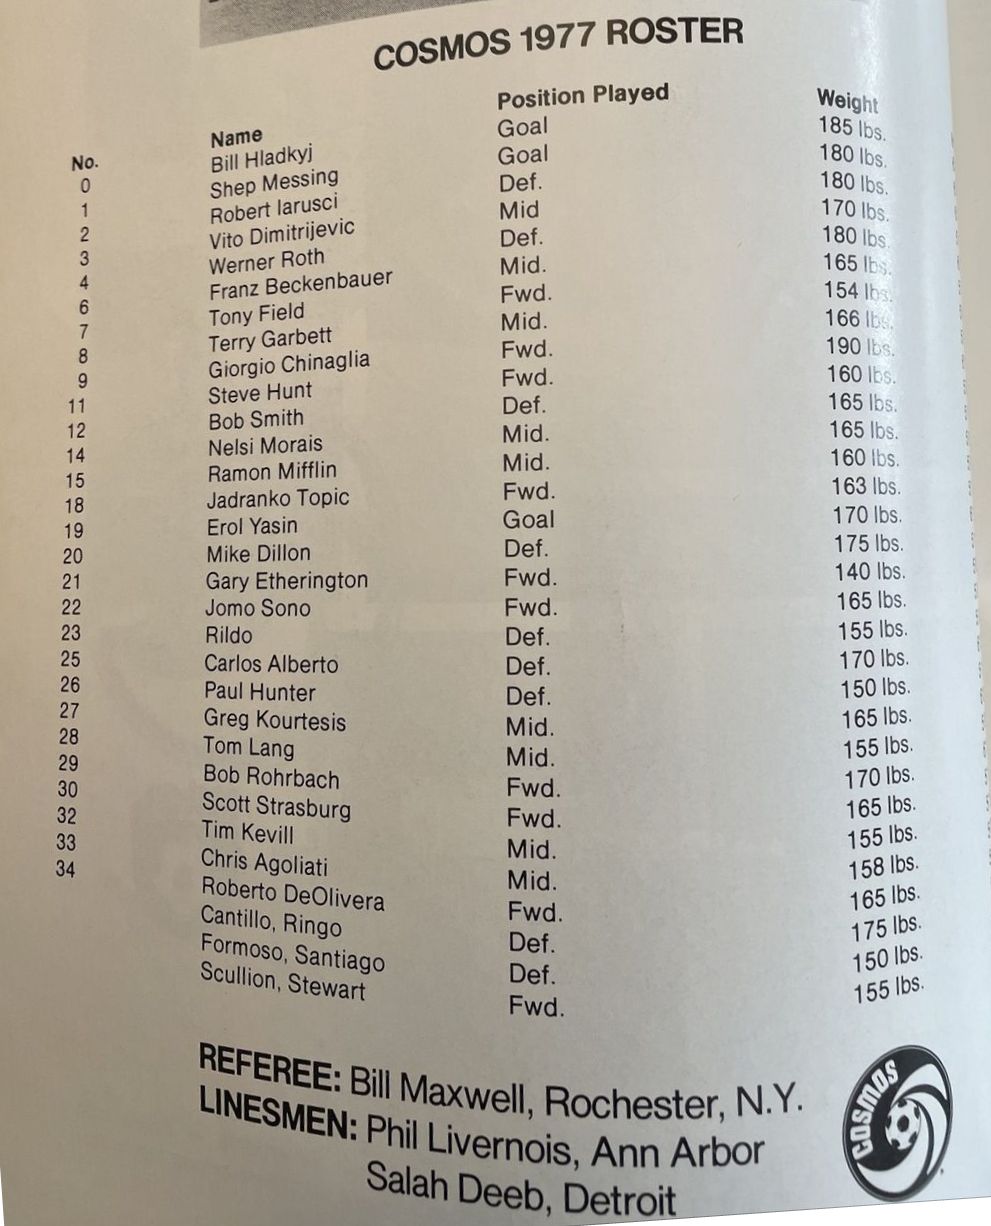 COSMOS 1977 ROSTER
No. Name Position Played Weight
0 Bill Hladkyj Goal 185 lbs.
1 Shep Messing Goal 180 lbs.
2 Robert Iarusci Def. 180 lbs.
3 Vito Dimitrijevic Mid 170 lbs.
4 Werner Roth Def. 180 lbs.
6 Franz Beckenbauer Mid. 165 lbs.
7 Tony Field Fwd. 154 lbs.
8 Terry Garbett Mid. 166 lbs.
9 Giorgio Chinaglia Fwd. 190 lbs.
11 Steve Hunt Fwd. 160 lbs.
12 Bob Smith Def. 165 lbs.
14 Nelsi Morais Mid. 165 lbs.
15 Ramon Mifflin Mid. 160 lbs.
18 Jadranko Topic Fwd. 163 lbs.
19 Erol Yasin Goal 170 lbs.
20 Mike Dillon Def. 175 lbs.
21 Gary Etherington Fwd. 140 lbs.
22 Jomo Sono Fwd. 165 lbs.
23 Rildo Def. 155 lbs.
25 Carlos Alberto Def. 170 lbs.
26 Paul Hunter Def. 150 lbs.
27 Greg Kourtesis Mid. 165 lbs.
28 Tom Lang Mid. 155 lbs.
29 Bob Rohrbach Fwd. 170 lbs.
30 Scott Strasburg Fwd. 165 lbs.
32 Tim Kevill Mid. 155 lbs.
33 Chris Agoliati Mid. 158 lbs.
34 Roberto DeOlivera Fwd. 165 lbs.
Cantillo, Ringo Def. 175 lbs.
Formoso, Santiago Def. 150 lbs.
Scullion, Stewart Fwd. 155 lbs.
REFEREE: Bill Maxwell, Rochester, N.Y.
LINESMEN: Phil Livernois, Ann Arbor
Salah Deeb, Detroit
COSMOS